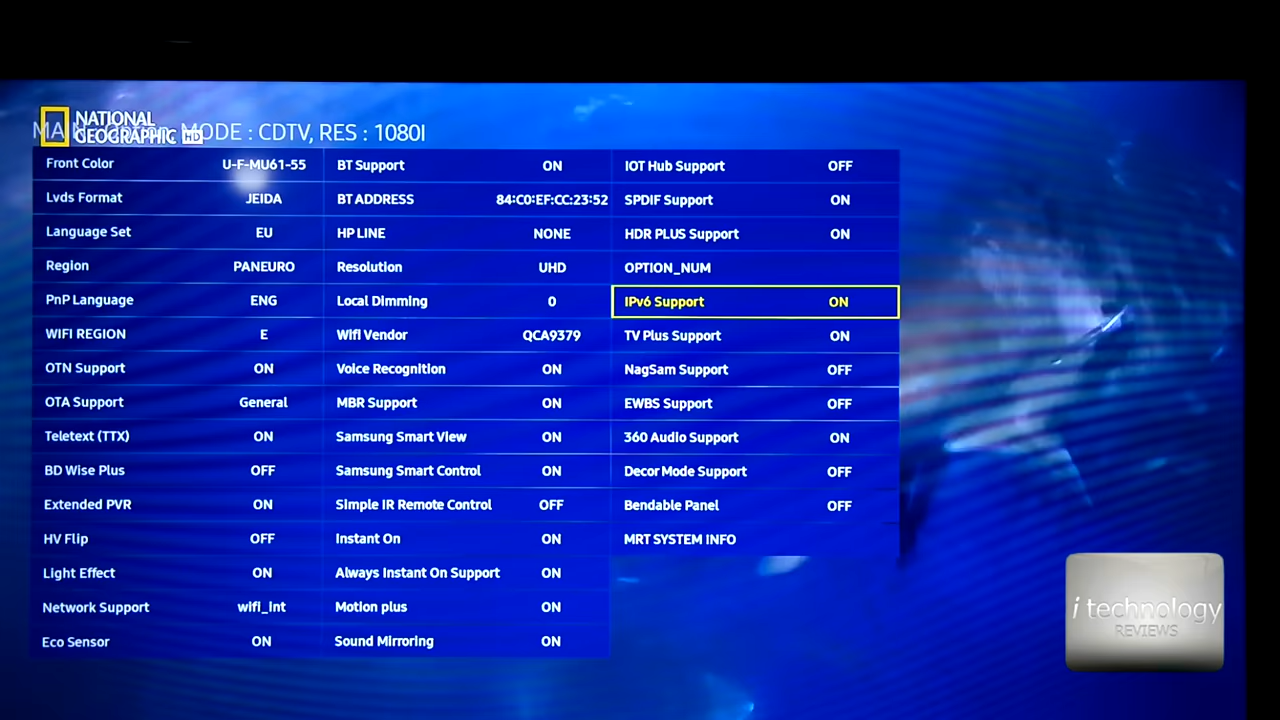 NATIONAL
GEOGRAPHIC HD
MODE : CDTV, RES : 1080I
Front Color U-F-MU61-55 BT Support ON IOT Hub Support OFF
Lvds Format JEIDA BT ADDRESS 84:C0:EF:CC:23:52 SPDIF Support ON
Language Set EU HP LINE NONE HDR PLUS Support ON
Region PANEURO Resolution UHD OPTION_NUM
PnP Language ENG Local Dimming 0 IPv6 Support ON
WIFI REGION E Wifi Vendor QCA9379 TV Plus Support ON
OTN Support ON Voice Recognition ON NagSam Support OFF
OTA Support General MBR Support ON EWBS Support OFF
Teletext (TTX) ON Samsung Smart View ON 360 Audio Support ON
BD Wise Plus OFF Samsung Smart Control ON Decor Mode Support OFF
Extended PVR ON Simple IR Remote Control OFF Bendable Panel OFF
HV Flip OFF Instant On ON MRT SYSTEM INFO
Light Effect ON Always Instant On Support ON
Network Support wifi_int Motion plus ON
Eco Sensor ON Sound Mirroring ON
i technology
REVIEWS